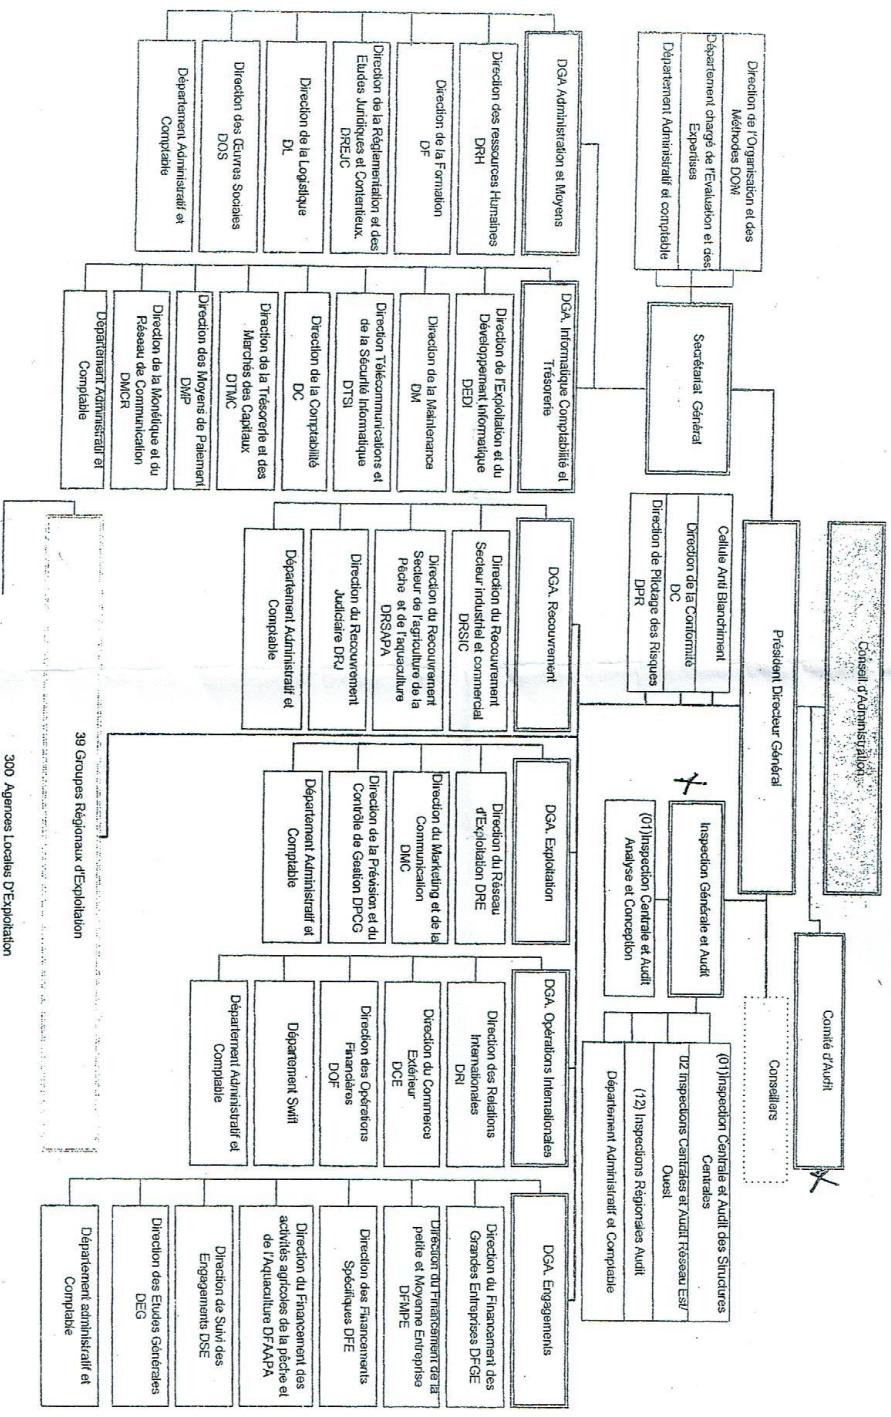 Conseil d'Administration
Comité d'Audit
Président Directeur Général
Conseillers
Direction de l'Organisation et des
Méthodes DOM
Département chargé de l'Evaluation et des
Expertises
Département Administratif et comptable
Secrétariat Général
Cellule Anti Blanchiment
Direction de la Conformité
DC
Direction de Pilotage des Risques
DPR
Inspection Générale et Audit
(01)Inspection Centrale et Audit
Analyse et Conception
(01)Inspection Centrale et Audit des Structures
Centrales
02 Inspections Centrales et Audit Réseau Est/
Ouest
(12) Inspections Régionales Audit
Département Administratif et Comptable
DGA Administration et Moyens
Direction des ressources Humaines
DRH
Direction de la Formation
DF
Direction de la Réglementation et des
Etudes Juridiques et Contentieux.
DREJC
Direction de la Logistique
DL
Direction des Œuvres Sociales
DOS
Département Administratif et
Comptable
DGA. Informatique Comptabilité et
Trésorerie
Direction de l'Exploitation et du
Développement Informatique
DEDI
Direction de la Maintenance
DM
Direction Télécommunications et
de la Sécurité Informatique
DTSI
Direction de la Comptabilité
DC
Direction de la Trésorerie et des
Marchés des Capitaux
DTMC
Direction des Moyens de Paiement
DMP
Direction de la Monétique et du
Réseau de Communication
DMCR
Département Administratif et
Comptable
DGA. Recouvrement
Direction du Recouvrement
Secteur industriel et commercial
DRSIC
Direction du Recouvrement
Secteur de l'agriculture de la
Pêche et de l'aquaculture
DRSAPA
Direction du Recouvrement
Judiciaire DRJ
Département Administratif et
Comptable
DGA. Exploitation
Direction du Réseau
d'Exploitation DRE
Direction du Marketing et de la
Communication
DMC
Direction de la Prévision et du
Contrôle de Gestion DPCG
Département Administratif et
Comptable
DGA. Opérations Internationales
Direction des Relations
Internationales
DRI
Direction du Commerce
Extérieur
DCE
Direction des Opérations
Financières
DOF
Département Swift
Département Administratif et
Comptable
DGA. Engagements
Direction du Financement des
Grandes Entreprises DFGE
Direction du Financement de la
petite et Moyenne Entreprise
DFMPE
Direction des Financements
Spécifiques DFE
Direction du Financement des
activités agricoles de la pêche et
de l'Aquaculture DFAAPA
Direction de Suivi des
Engagements DSE
Direction des Etudes Générales
DEG
Département administratif et
Comptable
39 Groupes Régionaux d'Exploitation
300 Agences Locales D'Exploitation